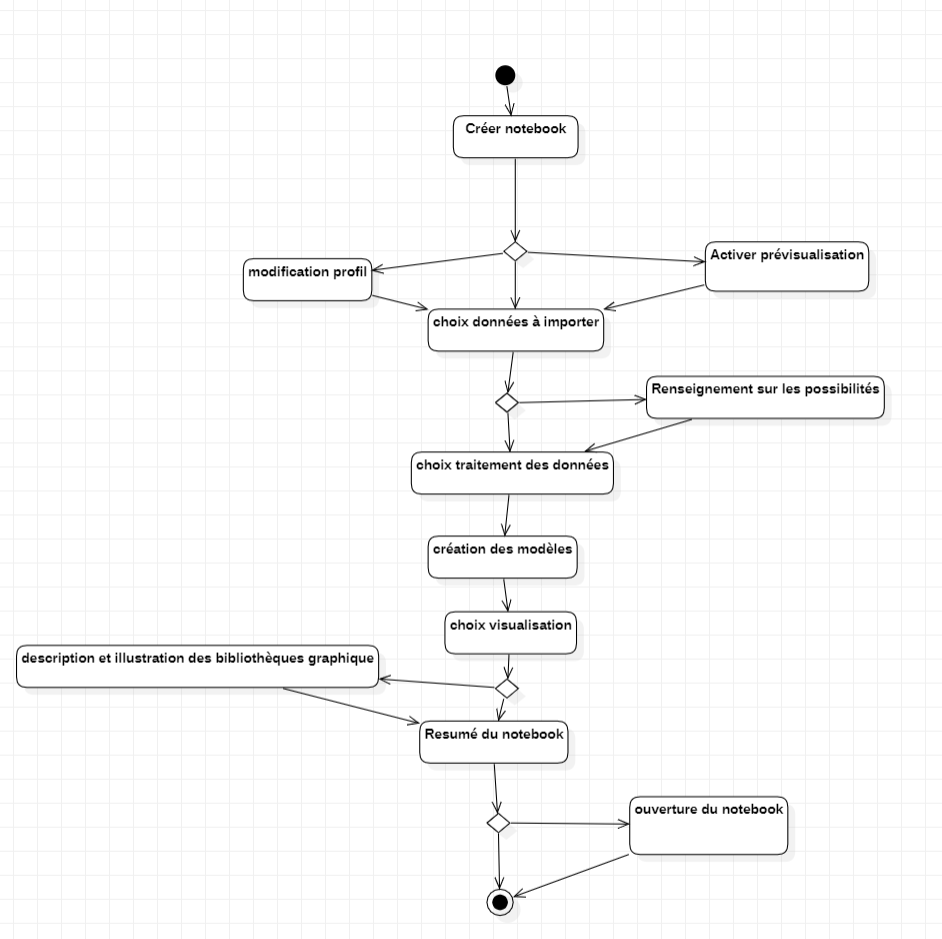 Créer notebook
modification profil
Activer prévisualisation
choix données à importer
Renseignement sur les possibilités
choix traitement des données
création des modèles
choix visualisation
description et illustration des bibliothèques graphique
Resumé du notebook
ouverture du notebook